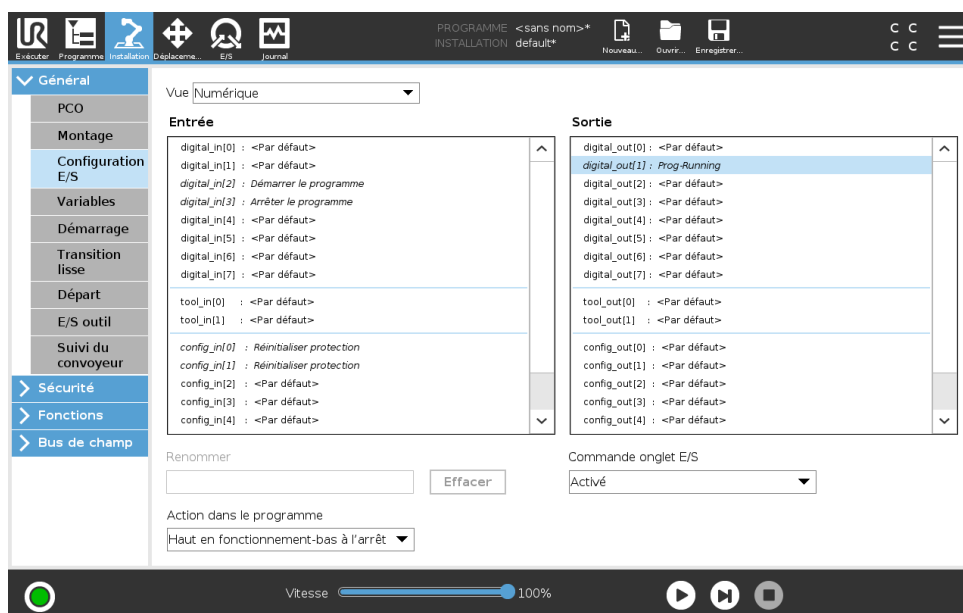 PROGRAMME <sans nom>*
INSTALLATION default*
C C
C C
Exécuter Programme Installation Déplaceme... E/S Journal Nouveau... Ouvrir... Enregistrer...
Général
PCO
Montage
Configuration
E/S
Variables
Démarrage
Transition
lisse
Départ
E/S outil
Suivi du
convoyeur
Sécurité
Fonctions
Bus de champ
Vue Numérique
Entrée
digital_in[0] : <Par défaut>
digital_in[1] : <Par défaut>
digital_in[2] : Démarrer le programme
digital_in[3] : Arrêter le programme
digital_in[4] : <Par défaut>
digital_in[5] : <Par défaut>
digital_in[6] : <Par défaut>
digital_in[7] : <Par défaut>
tool_in[0] : <Par défaut>
tool_in[1] : <Par défaut>
config_in[0] : Réinitialiser protection
config_in[1] : Réinitialiser protection
config_in[2] : <Par défaut>
config_in[3] : <Par défaut>
config_in[4] : <Par défaut>
Sortie
digital_out[0] : <Par défaut>
digital_out[1] : Prog-Running
digital_out[2] : <Par défaut>
digital_out[3] : <Par défaut>
digital_out[4] : <Par défaut>
digital_out[5] : <Par défaut>
digital_out[6] : <Par défaut>
digital_out[7] : <Par défaut>
tool_out[0] : <Par défaut>
tool_out[1] : <Par défaut>
config_out[0] : <Par défaut>
config_out[1] : <Par défaut>
config_out[2] : <Par défaut>
config_out[3] : <Par défaut>
config_out[4] : <Par défaut>
Renommer
Effacer
Commande onglet E/S
Activé
Action dans le programme
Haut en fonctionnement-bas à l'arrêt
Vitesse 100%